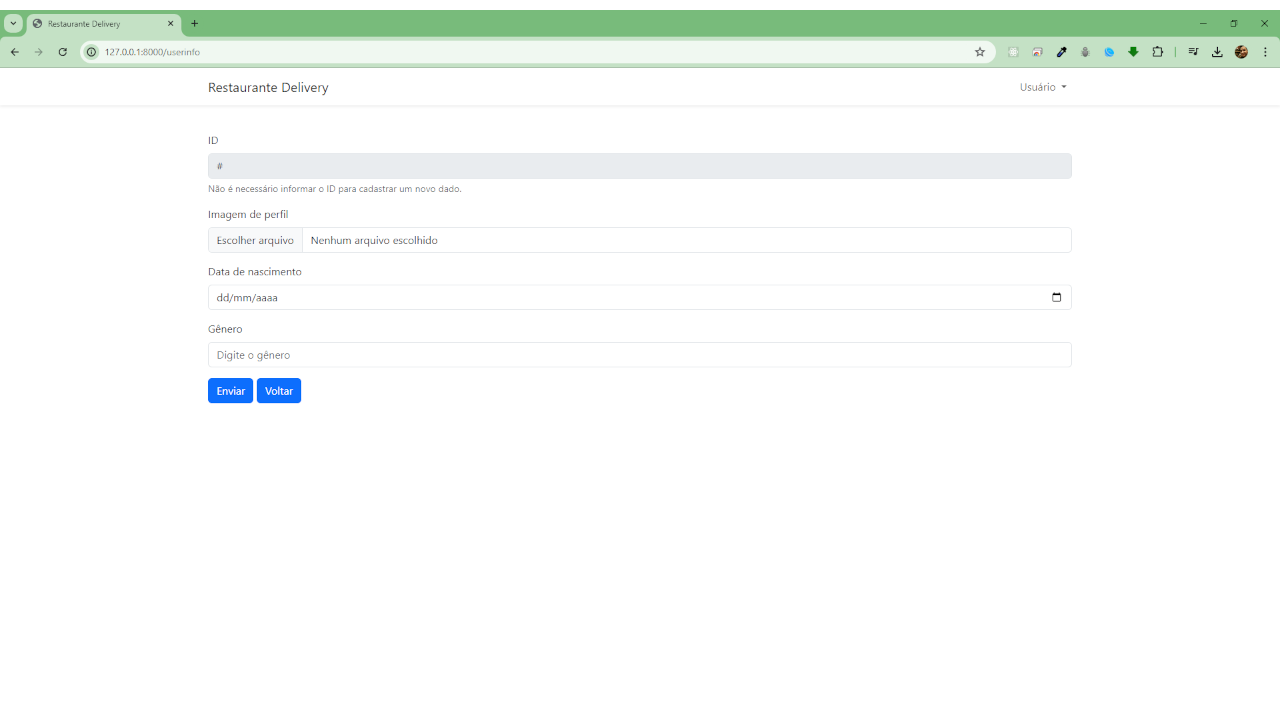 Restaurante Delivery
127.0.0.1:8000/userinfo
Restaurante Delivery
Usuário
ID
#
Não é necessário informar o ID para cadastrar um novo dado.
Imagem de perfil
Escolher arquivo Nenhum arquivo escolhido
Data de nascimento
dd/mm/aaaa
Gênero
Digite o gênero
Enviar Voltar